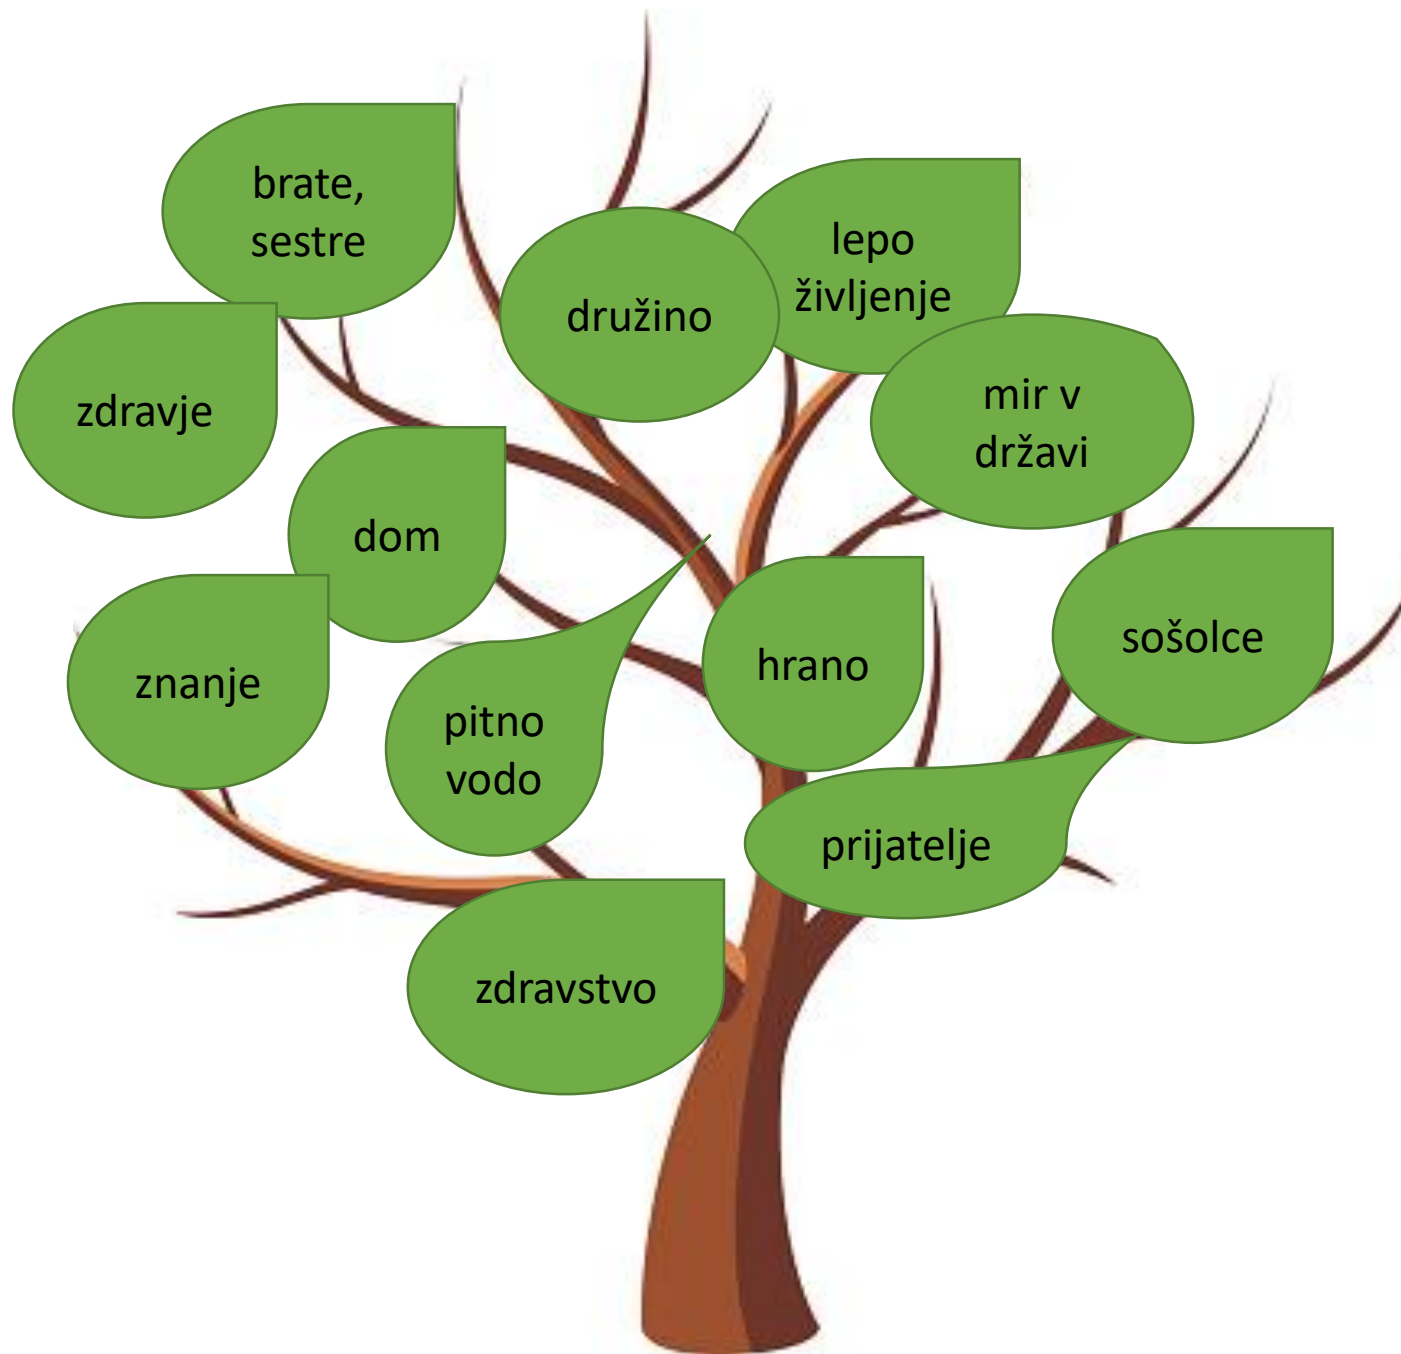 brate,
sestre
lepo
življenje
družino
zdravje
mir v
državi
dom
sošolce
hrano
znanje
pitno
vodo
prijatelje
zdravstvo